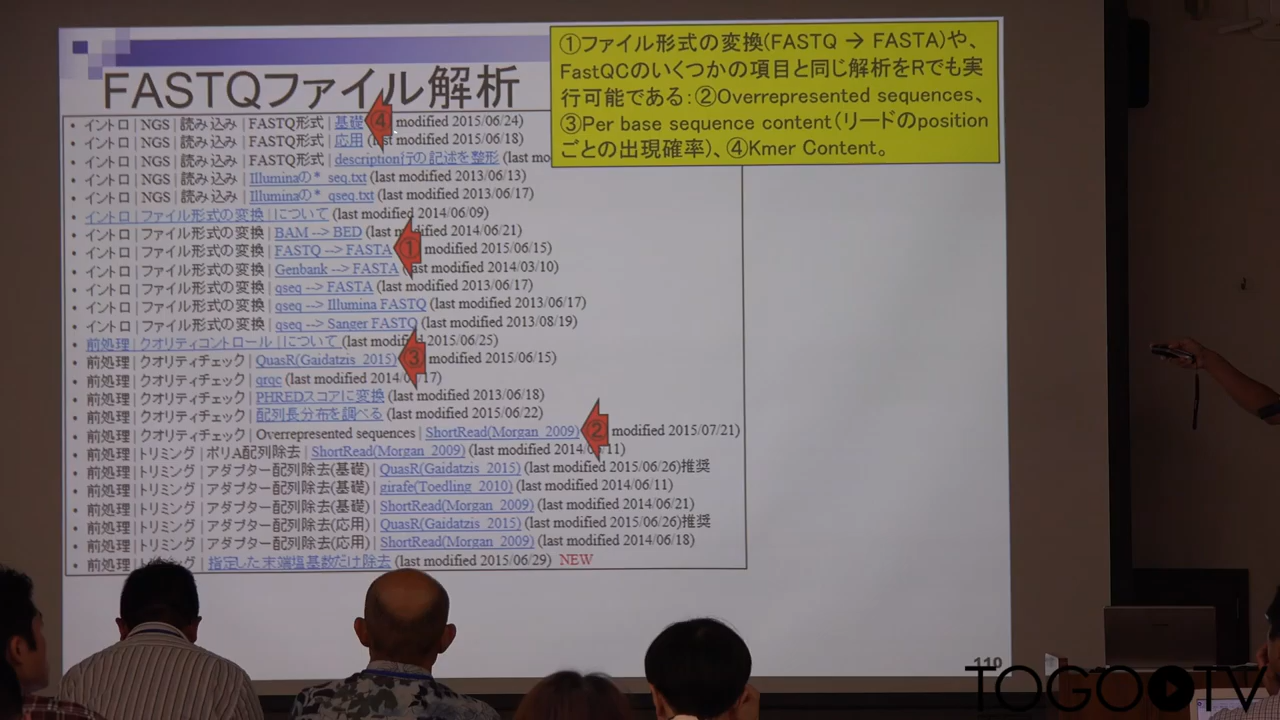 FASTQファイル解析
①ファイル形式の変換(FASTQ → FASTA)や、
FastQCのいくつかの項目と同じ解析をRでも実
行可能である：②Overrepresented sequences、
③Per base sequence content（リードのposition
ごとの出現確率）、④Kmer Content。
• イントロ | NGS | 読み込み | FASTQ形式 | 基礎 ④ modified 2015/06/24)
• イントロ | NGS | 読み込み | FASTQ形式 | 応用 (last modified 2015/06/18)
• イントロ | NGS | 読み込み | FASTQ形式 | description行の記述を整形 (last mo
• イントロ | NGS | 読み込み | Illuminaの*_seq.txt (last modified 2013/06/13)
• イントロ | NGS | 読み込み | Illuminaの*_qseq.txt (last modified 2013/06/17)
• イントロ | ファイル形式の変換 | について (last modified 2014/06/09)
• イントロ | ファイル形式の変換 | BAM --> BED (last modified 2014/06/21)
• イントロ | ファイル形式の変換 | FASTQ --> FASTA ① modified 2015/06/15)
• イントロ | ファイル形式の変換 | Genbank --> FASTA (last modified 2014/03/10)
• イントロ | ファイル形式の変換 | qseq --> FASTA (last modified 2013/06/17)
• イントロ | ファイル形式の変換 | qseq --> Illumina FASTQ (last modified 2013/06/17)
• イントロ | ファイル形式の変換 | qseq --> Sanger FASTQ (last modified 2013/08/19)
• 前処理 | クオリティコントロール | について (last modified 2015/06/25)
• 前処理 | クオリティチェック | QuasR(Gaidatzis_2015) ③ modified 2015/06/15)
• 前処理 | クオリティチェック | qrqc (last modified 2014/0 17)
• 前処理 | クオリティチェック | PHREDスコアに変換 (last modified 2013/06/18)
• 前処理 | クオリティチェック | 配列長分布を調べる (last modified 2015/06/22)
• 前処理 | クオリティチェック | Overrepresented sequences | ShortRead(Morgan_2009) ② modified 2015/07/21)
• 前処理 | トリミング | ポリA配列除去 | ShortRead(Morgan_2009) (last modified 2014/06/11)
• 前処理 | トリミング | アダプター配列除去(基礎) | QuasR(Gaidatzis_2015) (last modified 2015/06/26)推奨
• 前処理 | トリミング | アダプター配列除去(基礎) | girafe(Toedling_2010) (last modified 2014/06/11)
• 前処理 | トリミング | アダプター配列除去(基礎) | ShortRead(Morgan_2009) (last modified 2014/06/21)
• 前処理 | トリミング | アダプター配列除去(応用) | QuasR(Gaidatzis_2015) (last modified 2015/06/26)推奨
• 前処理 | トリミング | アダプター配列除去(応用) | ShortRead(Morgan_2009) (last modified 2014/06/18)
• 前処理 | トリミング | 指定した末端塩基数だけ除去 (last modified 2015/06/29) NEW
110
TOGO TV